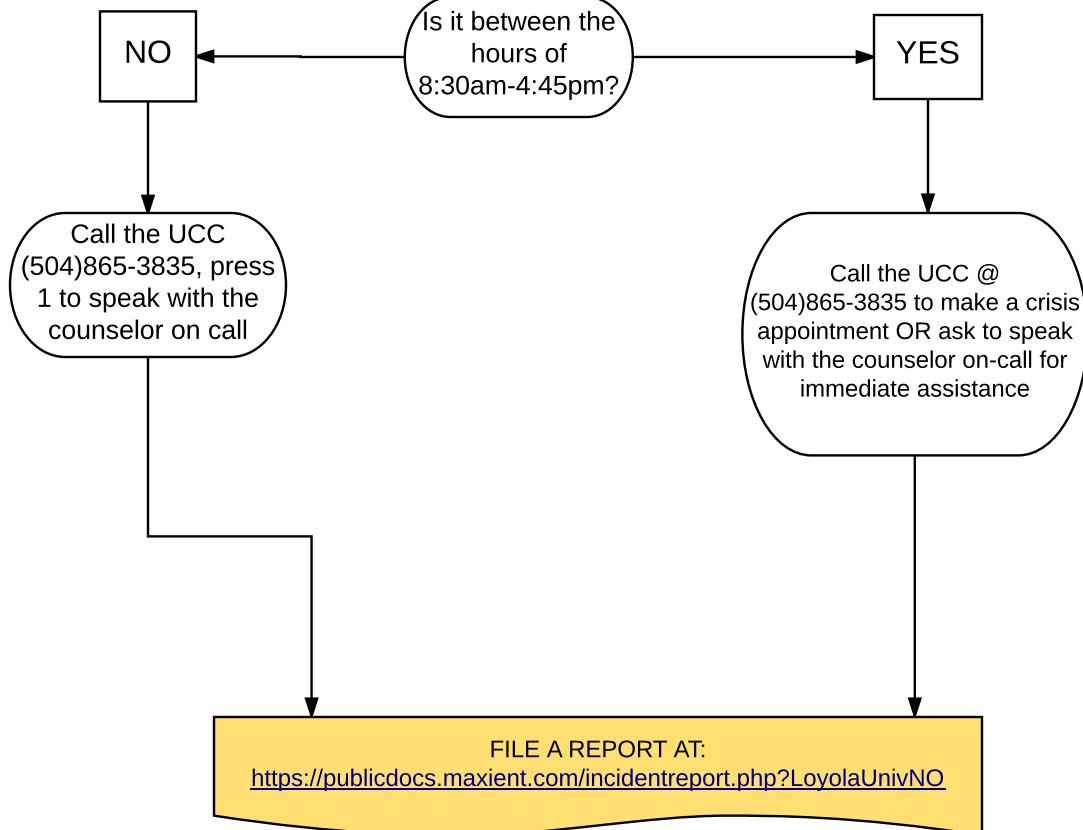 Is it between the
hours of
8:30am-4:45pm?
NO
YES
Call the UCC
(504)865-3835, press
1 to speak with the
counselor on call
Call the UCC @
(504)865-3835 to make a crisis
appointment OR ask to speak
with the counselor on-call for
immediate assistance
FILE A REPORT AT:
https://publicdocs.maxient.com/incidentreport.php?LoyolaUnivNO